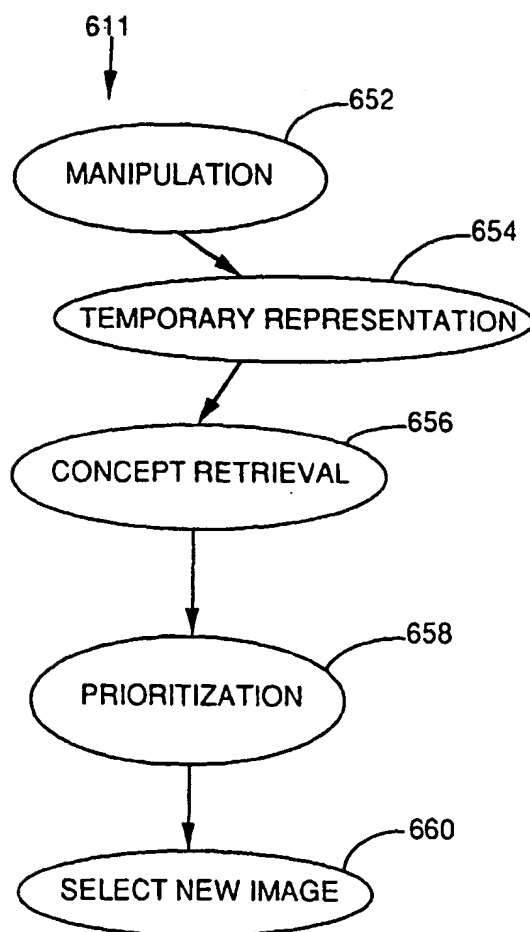 611
652
MANIPULATION
654
TEMPORARY REPRESENTATION
656
CONCEPT RETRIEVAL
658
PRIORITIZATION
660
SELECT NEW IMAGE